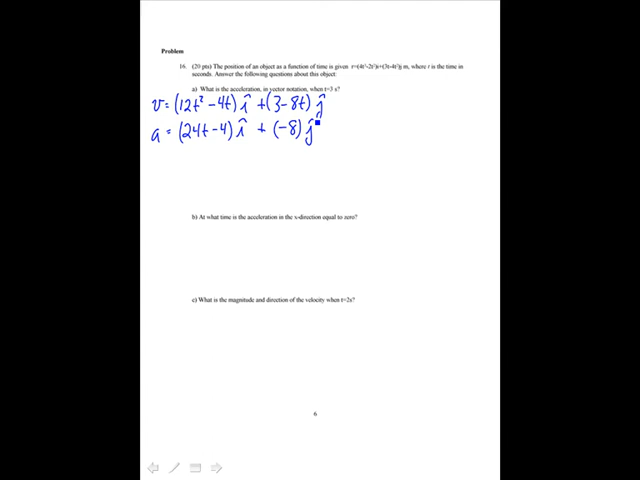 Problem
16. (20 pts) The position of an object as a function of time is given r=(4t³-2t²)i+(3t-4t²)j m, where t is the time in
seconds. Answer the following questions about this object:
a) What is the acceleration, in vector notation, when t=3 s?
v = (12t² - 4t) î + (3 - 8t) ĵ
a = (24t - 4) î + (-8) ĵ
b) At what time is the acceleration in the x-direction equal to zero?
c) What is the magnitude and direction of the velocity when t=2s?
6